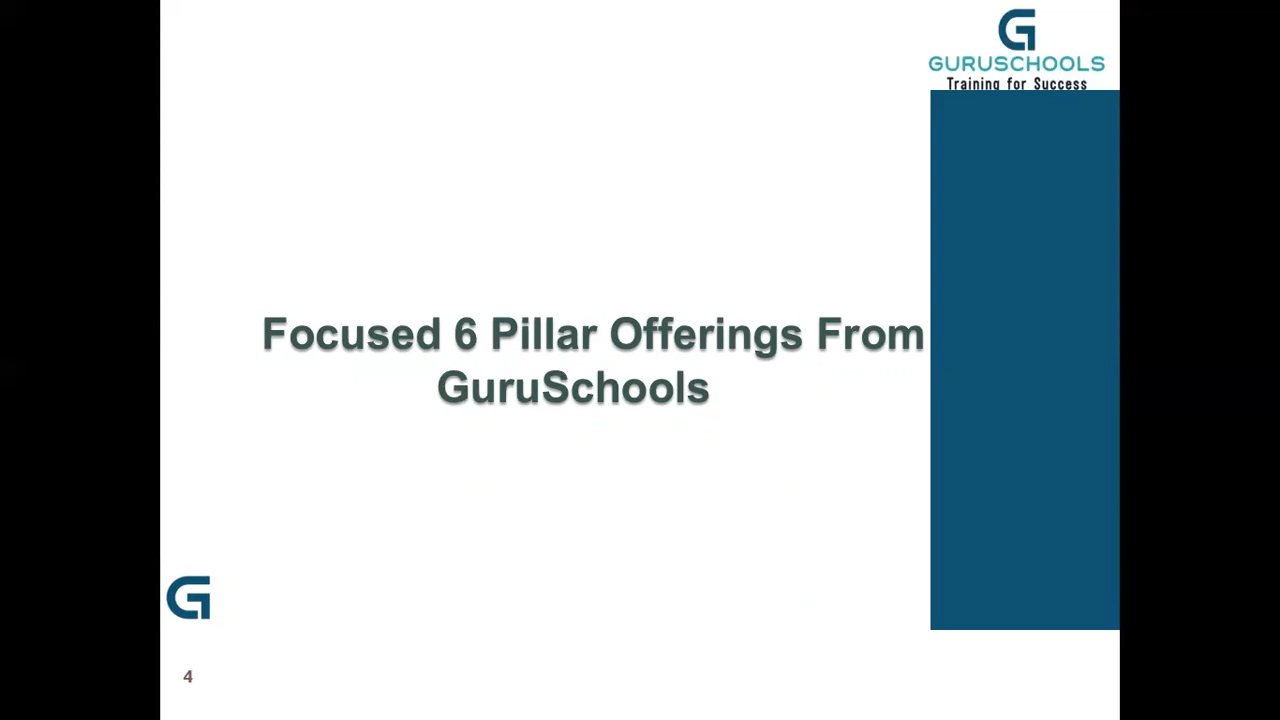 GURUSCHOOLS
Training for Success
Focused 6 Pillar Offerings From
GuruSchools
4